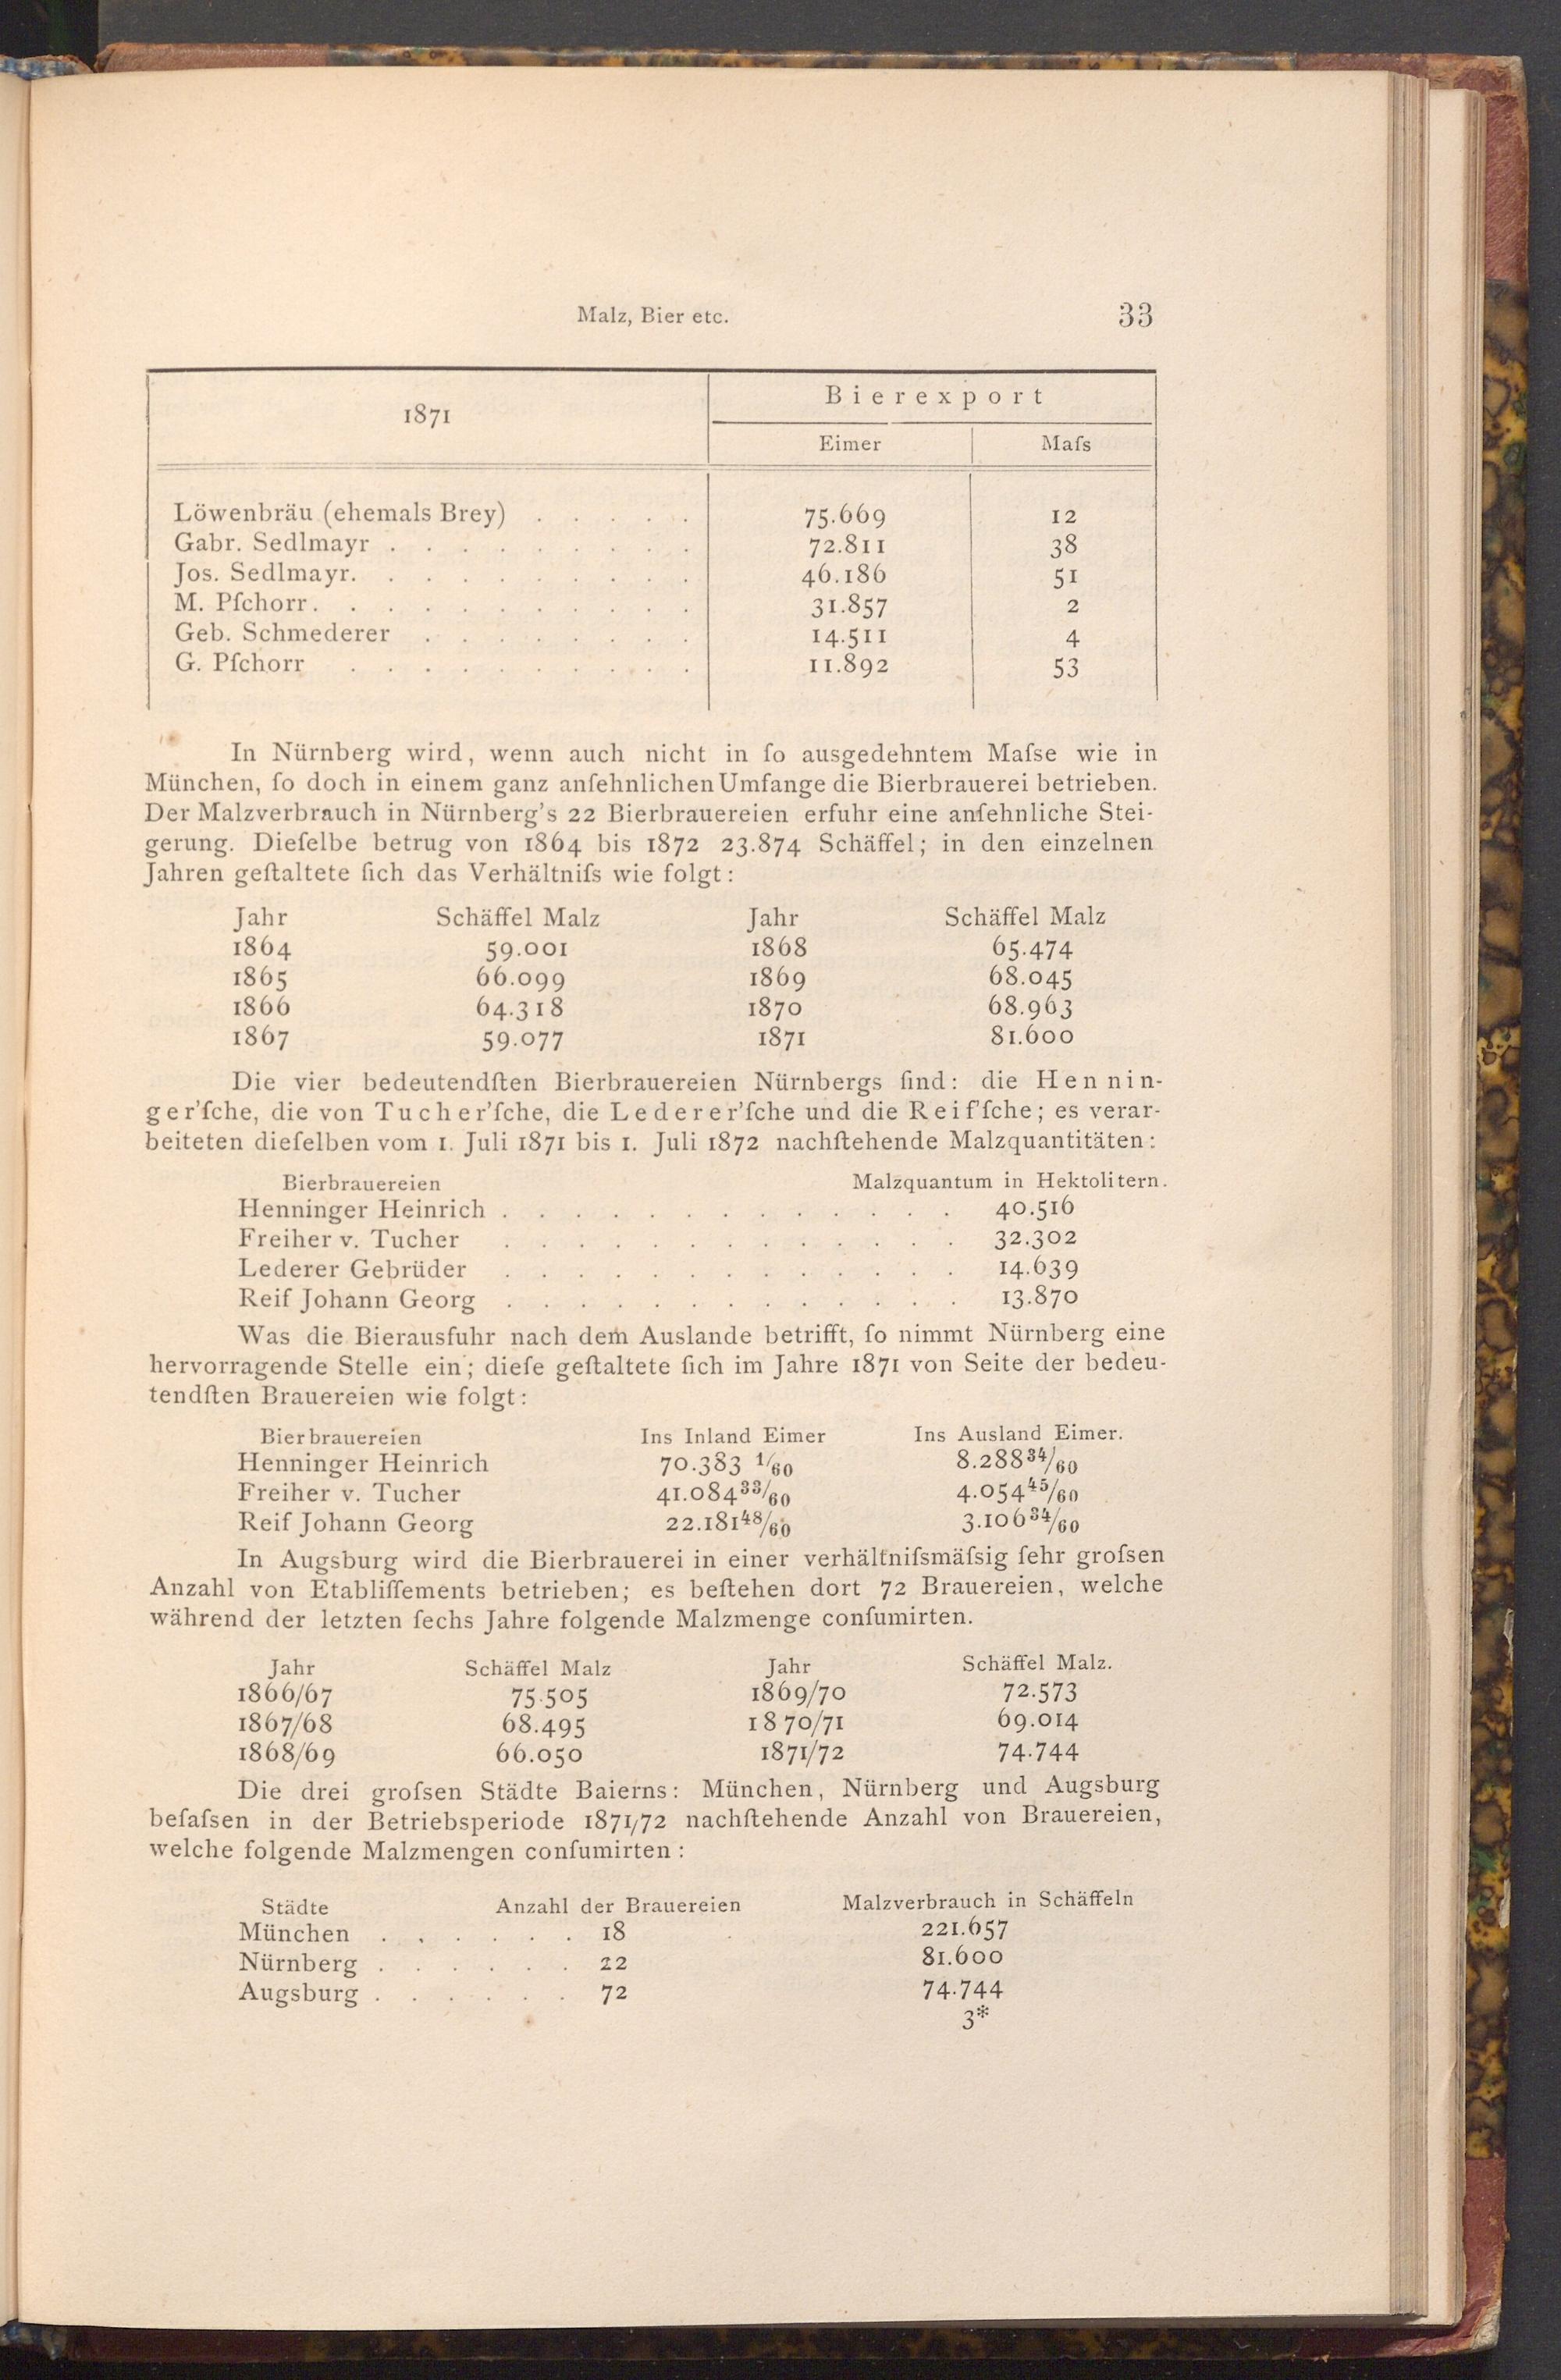 Malz, Bier etc. 33
1871 Bierexport
Eimer Maſs
Löwenbräu (ehemals Brey) . . . . . 75.669 12
Gabr. Sedlmayr . . . . . . . . . 72.811 38
Jos. Sedlmayr. . . . . . . . . . 46.186 51
M. Pſchorr. . . . . . . . . . . 31.857 2
Geb. Schmederer . . . . . . . . 14.511 4
G. Pſchorr . . . . . . . . . . 11.892 53
In Nürnberg wird, wenn auch nicht in ſo ausgedehntem Maſse wie in
München, ſo doch in einem ganz anſehnlichen Umfange die Bierbrauerei betrieben.
Der Malzverbrauch in Nürnberg's 22 Bierbrauereien erfuhr eine anſehnliche Stei-
gerung. Dieſelbe betrug von 1864 bis 1872 23.874 Schäffel; in den einzelnen
Jahren geſtaltete ſich das Verhältniſs wie folgt:
Jahr Schäffel Malz Jahr Schäffel Malz
1864 59.001 1868 65.474
1865 66.099 1869 68.045
1866 64.318 1870 68.963
1867 59.077 1871 81.600
Die vier bedeutendſten Bierbrauereien Nürnbergs ſind: die Hennin-
ger'ſche, die von Tucher'ſche, die Lederer'ſche und die Reif'ſche; es verar-
beiteten dieſelben vom 1. Juli 1871 bis 1. Juli 1872 nachſtehende Malzquantitäten:
Bierbrauereien Malzquantum in Hektolitern.
Henninger Heinrich . . . . . . . . . . . . . 40.516
Freiher v. Tucher . . . . . . . . . . . . . 32.302
Lederer Gebrüder . . . . . . . . . . . . . 14.639
Reif Johann Georg . . . . . . . . . . . . . 13.870
Was die Bierausfuhr nach dem Auslande betrifft, ſo nimmt Nürnberg eine
hervorragende Stelle ein; dieſe geſtaltete ſich im Jahre 1871 von Seite der bedeu-
tendſten Brauereien wie folgt:
Bierbrauereien Ins Inland Eimer Ins Ausland Eimer.
Henninger Heinrich 70.383 1/60 8.288 34/60
Freiher v. Tucher 41.084 33/60 4.054 45/60
Reif Johann Georg 22.181 48/60 3.106 34/60
In Augsburg wird die Bierbrauerei in einer verhältniſsmäſsig ſehr groſsen
Anzahl von Etabliſſements betrieben; es beſtehen dort 72 Brauereien, welche
während der letzten ſechs Jahre folgende Malzmenge conſumirten.
Jahr Schäffel Malz Jahr Schäffel Malz.
1866/67 75.505 1869/70 72.573
1867/68 68.495 1870/71 69.014
1868/69 66.050 1871/72 74.744
Die drei groſsen Städte Baierns: München, Nürnberg und Augsburg
beſaſsen in der Betriebsperiode 1871/72 nachſtehende Anzahl von Brauereien,
welche folgende Malzmengen conſumirten:
Städte Anzahl der Brauereien Malzverbrauch in Schäffeln
München . . . . . . 18 221.657
Nürnberg . . . . . . 22 81.600
Augsburg . . . . . . 72 74.744
3*